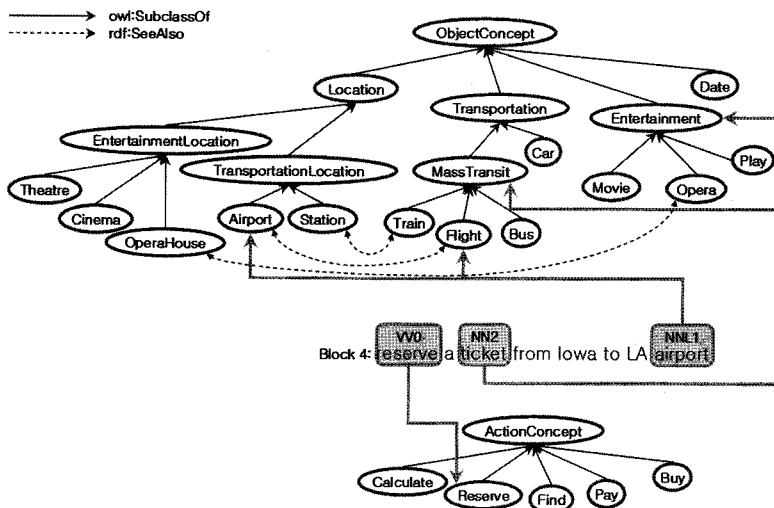 owl:SubclassOf
rdf:SeeAlso
ObjectConcept
Location
Date
Transportation
Entertainment
EntertainmentLocation
Car
TransportationLocation
MassTransit
Play
Theatre
Movie
Opera
Cinema
Airport
Station
Train
OperaHouse
Flight
Bus
VV0
NN2
NNL1
Block 4: reserve a ticket from Iowa to LA airport
ActionConcept
Calculate
Reserve
Find
Pay
Buy